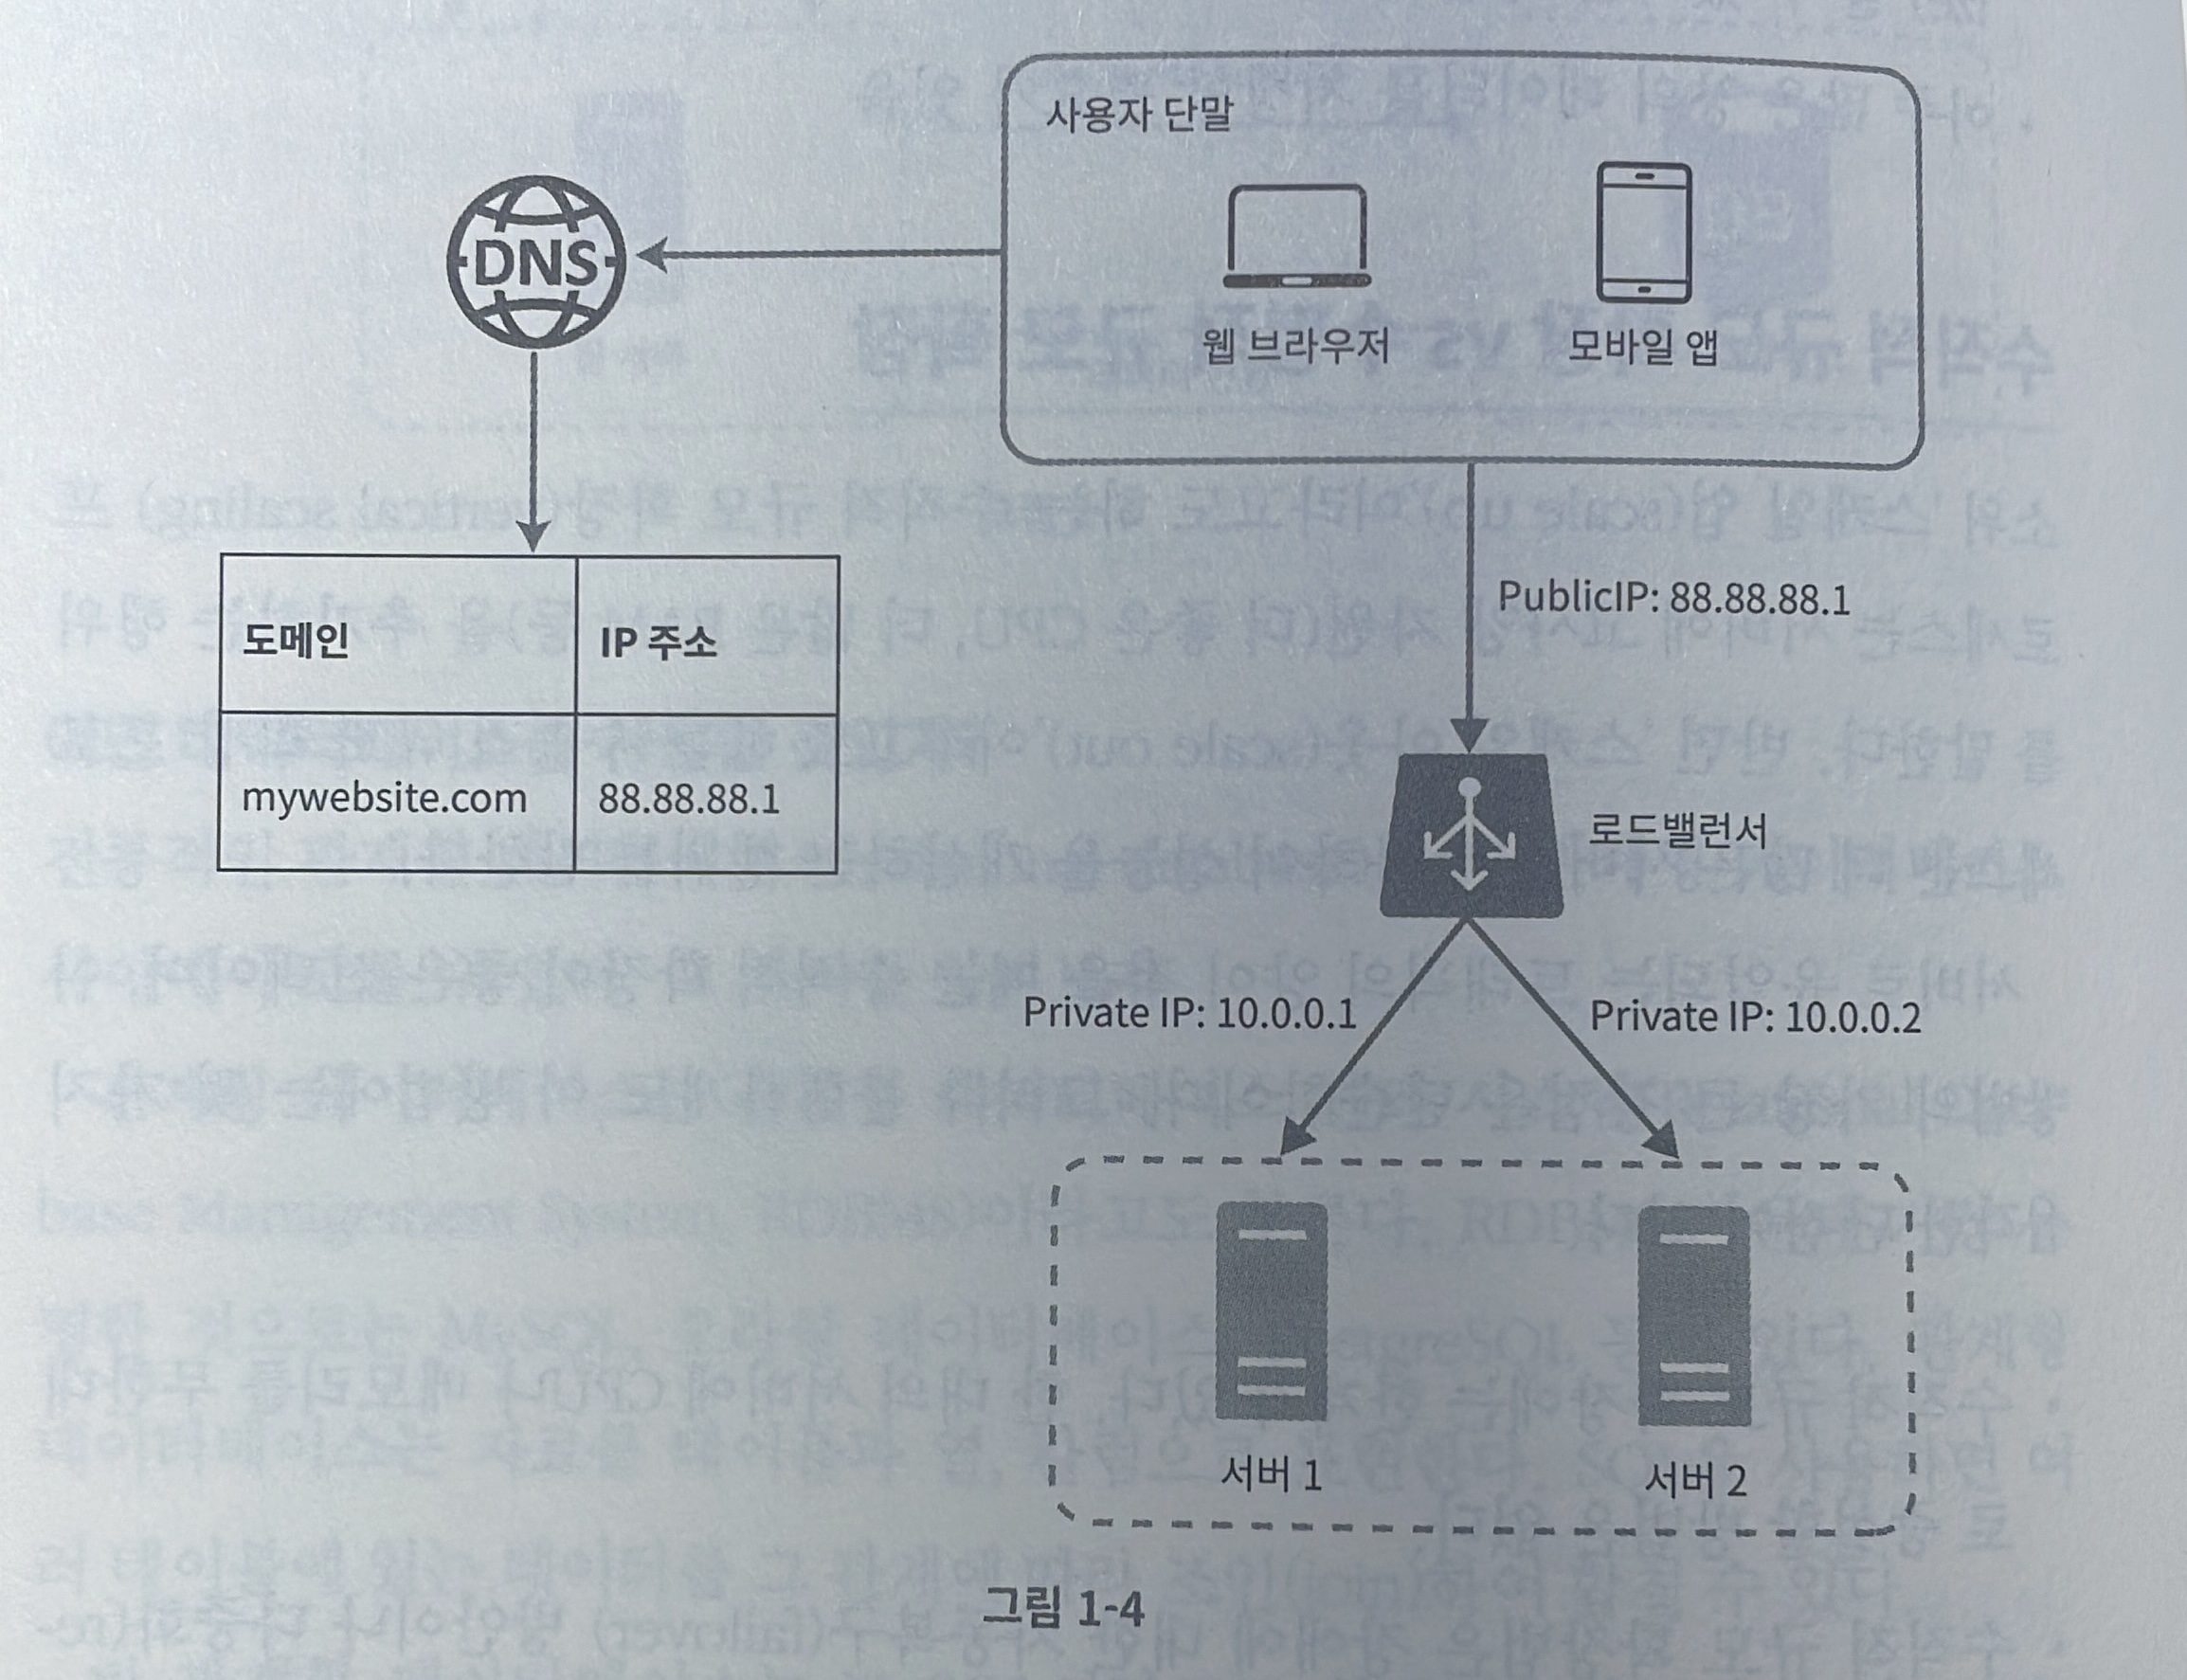 사용자 단말
DNS
웹 브라우저
모바일 앱
도메인
IP 주소
mywebsite.com
88.88.88.1
PublicIP: 88.88.88.1
로드밸런서
Private IP: 10.0.0.1
Private IP: 10.0.0.2
서버 1
서버 2
그림 1-4